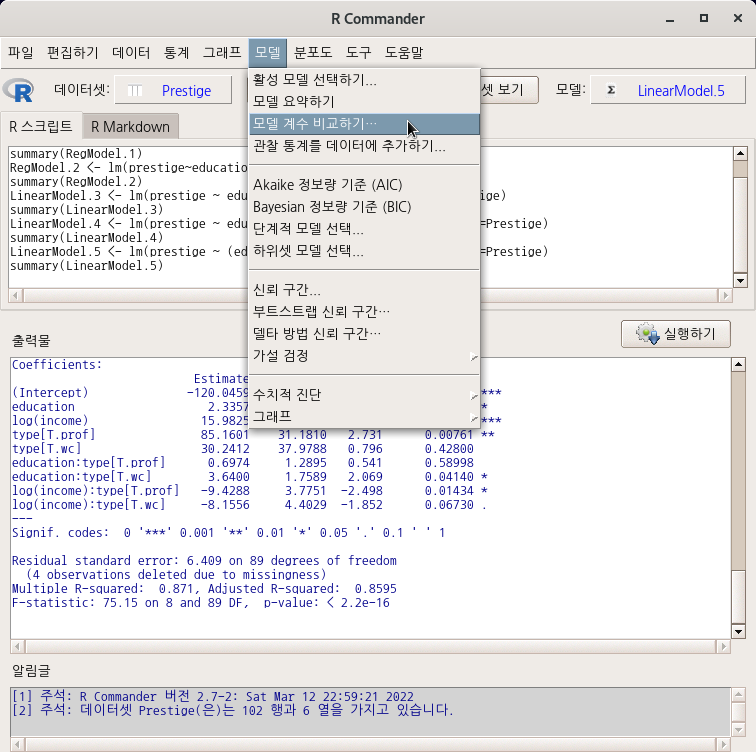 R Commander
파일 편집하기 데이터 통계 그래프 모델 분포도 도구 도움말
데이터셋: Prestige 셋 보기 모델: Σ LinearModel.5
R 스크립트 R Markdown
summary(RegModel.1)
RegModel.2 <- lm(prestige~educatio
summary(RegModel.2)
LinearModel.3 <- lm(prestige ~ edu ige)
summary(LinearModel.3)
LinearModel.4 <- lm(prestige ~ edu =Prestige)
summary(LinearModel.4)
LinearModel.5 <- lm(prestige ~ (ed =Prestige)
summary(LinearModel.5)
활성 모델 선택하기...
모델 요약하기
모델 계수 비교하기…
관찰 통계를 데이터에 추가하기...
Akaike 정보량 기준 (AIC)
Bayesian 정보량 기준 (BIC)
단계적 모델 선택...
하위셋 모델 선택...
신뢰 구간...
부트스트랩 신뢰 구간…
델타 방법 신뢰 구간…
가설 검정
수치적 진단
그래프
출력물 실행하기
Coefficients:
Estimate
(Intercept) -120.0459 ***
education 2.3357 *
log(income) 15.9825 ***
type[T.prof] 85.1601 31.1810 2.731 0.00761 **
type[T.wc] 30.2412 37.9788 0.796 0.42800
education:type[T.prof] 0.6974 1.2895 0.541 0.58998
education:type[T.wc] 3.6400 1.7589 2.069 0.04140 *
log(income):type[T.prof] -9.4288 3.7751 -2.498 0.01434 *
log(income):type[T.wc] -8.1556 4.4029 -1.852 0.06730 .
---
Signif. codes: 0 '***' 0.001 '**' 0.01 '*' 0.05 '.' 0.1 ' ' 1
Residual standard error: 6.409 on 89 degrees of freedom
(4 observations deleted due to missingness)
Multiple R-squared: 0.871, Adjusted R-squared: 0.8595
F-statistic: 75.15 on 8 and 89 DF, p-value: < 2.2e-16
알림글
[1] 주석: R Commander 버전 2.7-2: Sat Mar 12 22:59:21 2022
[2] 주석: 데이터셋 Prestige(은)는 102 행과 6 열을 가지고 있습니다.